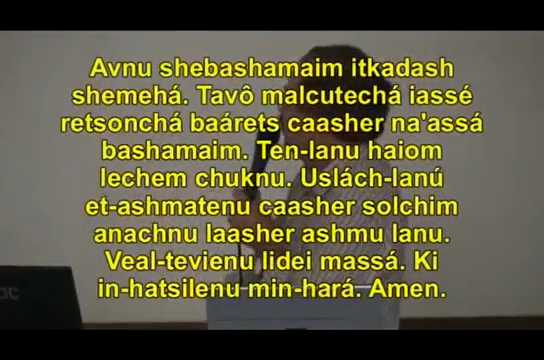 Avnu shebashamaim itkadash
shemehá. Tavô malcutechá iassé
retsonchá baárets caasher na'assá
bashamaim. Ten-lanu haiom
lechem chuknu. Uslách-lanú
et-ashmatenu caasher solchim
anachnu laasher ashmu lanu.
Veal-tevienu lidei massá. Ki
in-hatsilenu min-hará. Amen.